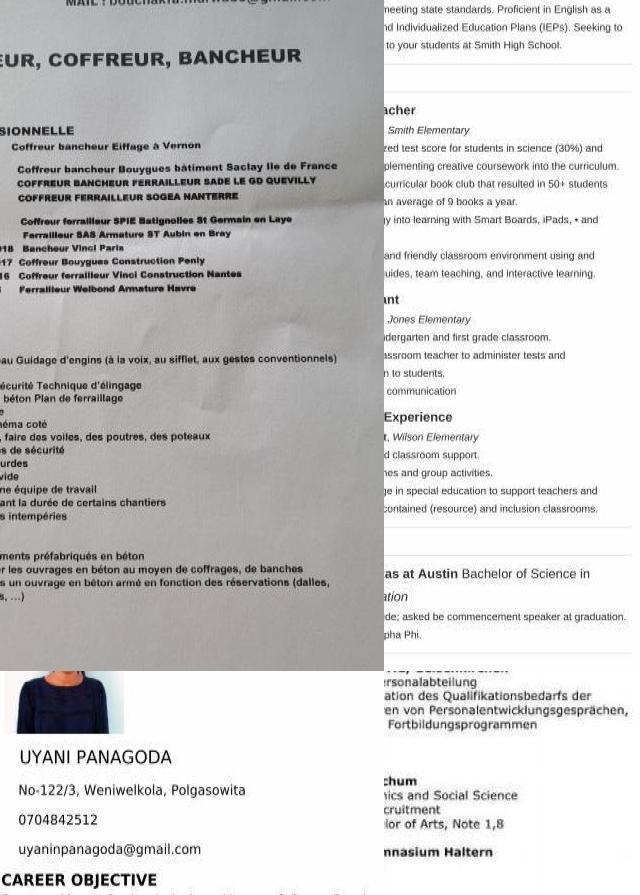 EUR, COFFREUR, BANCHEUR
SIONNELLE
Coffreur bancheur Eiffage à Vernon
Coffreur bancheur Bouygues bâtiment Saclay Ile de France
COFFREUR BANCHEUR FERRAILLEUR SADE LE GD QUEVILLY
COFFREUR FERRAILLEUR SOGEA NANTERRE
Coffreur ferrailleur SPIE Batignolles St Germain en Laye
Ferrailleur SAS Armature ST Aubin en Bray
018 Bancheur Vinci Paris
17 Coffreur Bouygues Construction Penly
16 Coffreur ferrailleur Vinci Construction Nantes
Ferrailleur Welbond Armature Havre
au Guidage d'engins (à la voix, au sifflet, aux gestes conventionnels)
écurité Technique d'élingage
béton Plan de ferraillage
e
éma coté
, faire des voiles, des poutres, des poteaux
s de sécurité
urdes
vide
ne équipe de travail
ant la durée de certains chantiers
s intempéries
ments préfabriqués en béton
r les ouvrages en béton au moyen de coffrages, de banches
s un ouvrage en béton armé en fonction des réservations (dalles,
s, ...)
meeting state standards. Proficient in English as a
nd Individualized Education Plans (IEPs). Seeking to
to your students at Smith High School.
acher
Smith Elementary
zed test score for students in science (30%) and
plementing creative coursework into the curriculum.
curricular book club that resulted in 50+ students
an average of 9 books a year.
gy into learning with Smart Boards, iPads, • and
and friendly classroom environment using and
uides, team teaching, and interactive learning.
ant
Jones Elementary
ndergarten and first grade classroom.
assroom teacher to administer tests and
n to students.
communication
Experience
t, Wilson Elementary
d classroom support.
nes and group activities.
ge in special education to support teachers and
contained (resource) and inclusion classrooms.
as at Austin Bachelor of Science in
ation
de; asked be commencement speaker at graduation.
pha Phi.
UYANI PANAGODA
No-122/3, Weniwelkola, Polgasowita
0704842512
uyaninpanagoda@gmail.com
CAREER OBJECTIVE
ersonalabteilung
ation des Qualifikationsbedarfs der
en von Personalentwicklungsgesprächen,
Fortbildungsprogrammen
chum
nics and Social Science
cruitment
lor of Arts, Note 1,8
mnasium Haltern